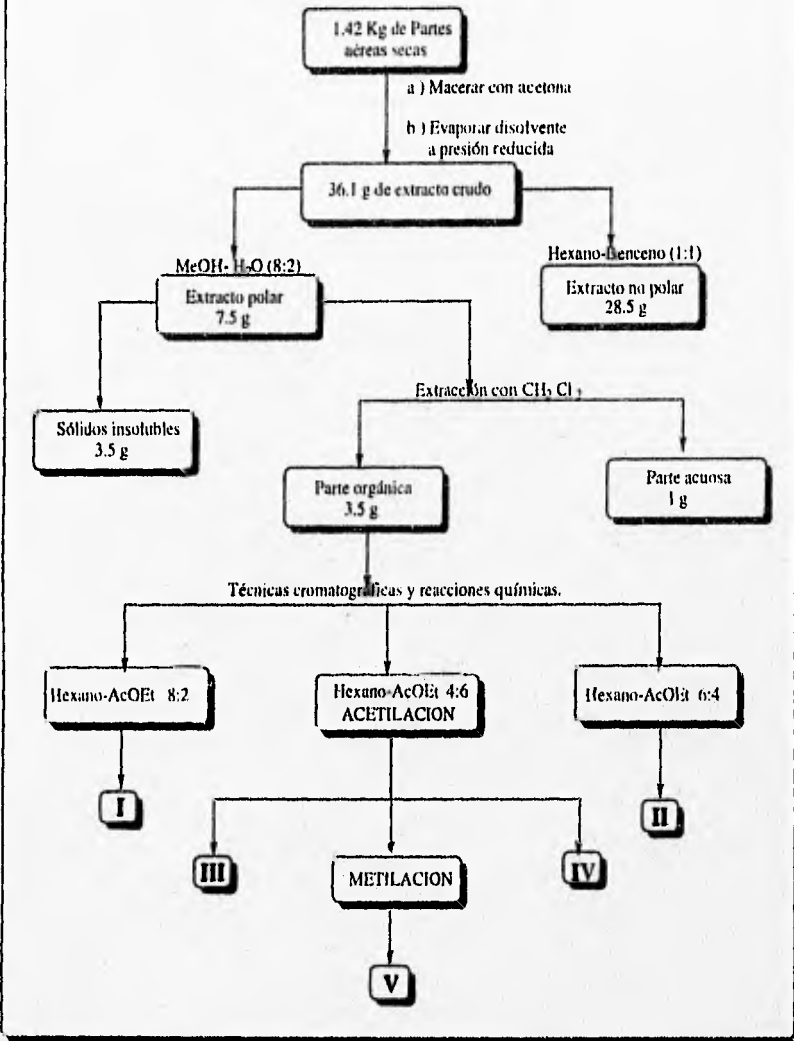 1.42 Kg de Partes
aéreas secas
a ) Macerar con acetona
b ) Evaporar disolvente
a presión reducida
36.1 g de extracto crudo
MeOH- H2O (8:2)
Hexano-Benceno (1:1)
Extracto polar
7.5 g
Extracto no polar
28.5 g
Extracción con CH2 Cl 2
Sólidos insolubles
3.5 g
Parte orgánica
3.5 g
Parte acuosa
1 g
Técnicas cromatográficas y reacciones químicas.
Hexano-AcOEt 8:2
Hexano-AcOEt 4:6
ACETILACION
Hexano-AcOEt 6:4
I
II
III
METILACION
IV
V